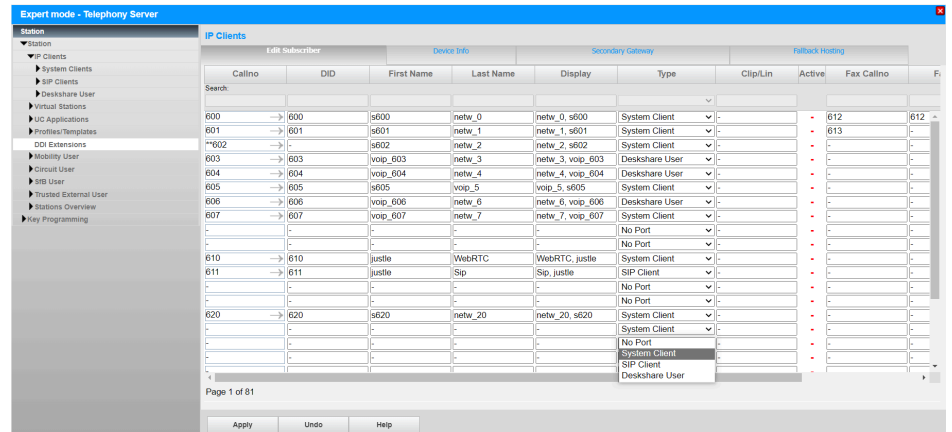 Expert mode - Telephony Server
Station
Station
IP Clients
System Clients
SIP Clients
Deskshare User
Virtual Stations
UC Applications
Profiles/Templates
DDI Extensions
Mobility User
Circuit User
SfB User
Trusted External User
Stations Overview
Key Programming
IP Clients
Edit Subscriber Device Info Secondary Gateway Fallback Hosting
Callno DID First Name Last Name Display Type Clip/Lin Active Fax Callno Fa
Search:
600 600 s600 netw_0 netw_0, s600 System Client - - 612 612
601 601 s601 netw_1 netw_1, s601 System Client - - 613 -
**602 - s602 netw_2 netw_2, s602 System Client - - - -
603 603 voip_603 netw_3 netw_3, voip_603 Deskshare User - - - -
604 604 voip_604 netw_4 netw_4, voip_604 Deskshare User - - - -
605 605 s605 voip_5 voip_5, s605 System Client - - - -
606 606 voip_606 netw_6 netw_6, voip_606 Deskshare User - - - -
607 607 voip_607 netw_7 netw_7, voip_607 System Client - - - -
- - - - - No Port - - - -
- - - - - No Port - - - -
610 610 justle WebRTC WebRTC, justle System Client - - - -
611 611 justle Sip Sip, justle SIP Client - - - -
- - - - - No Port - - - -
- - - - - No Port - - - -
620 620 s620 netw_20 netw_20, s620 System Client - - - -
- - - - - System Client - - - -
- - - - - No Port - - - -
- - - - - System Client - - - -
- - - - - SIP Client - - - -
Deskshare User
Page 1 of 81
Apply Undo Help